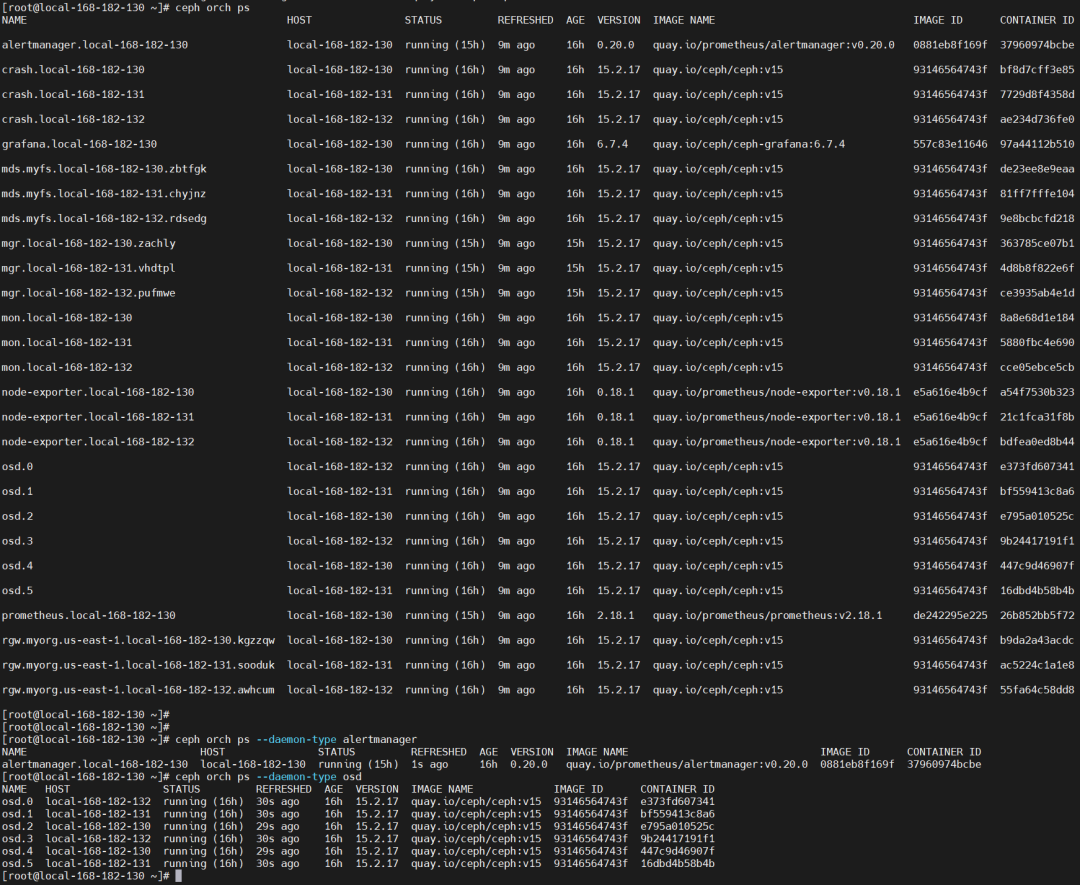 [root@local-168-182-130 ~]# ceph orch ps
NAME HOST STATUS REFRESHED AGE VERSION IMAGE NAME IMAGE ID CONTAINER ID
alertmanager.local-168-182-130 local-168-182-130 running (15h) 9m ago 16h 0.20.0 quay.io/prometheus/alertmanager:v0.20.0 0881eb8f169f 37960974bcbe
crash.local-168-182-130 local-168-182-130 running (16h) 9m ago 16h 15.2.17 quay.io/ceph/ceph:v15 93146564743f bf8d7cff3e85
crash.local-168-182-131 local-168-182-131 running (16h) 9m ago 16h 15.2.17 quay.io/ceph/ceph:v15 93146564743f 7729d8f4358d
crash.local-168-182-132 local-168-182-132 running (16h) 9m ago 16h 15.2.17 quay.io/ceph/ceph:v15 93146564743f ae234d736fe0
grafana.local-168-182-130 local-168-182-130 running (16h) 9m ago 16h 6.7.4 quay.io/ceph/ceph-grafana:6.7.4 557c83e11646 97a44112b510
mds.myfs.local-168-182-130.zbtfgk local-168-182-130 running (16h) 9m ago 16h 15.2.17 quay.io/ceph/ceph:v15 93146564743f de23ee8e9eaa
mds.myfs.local-168-182-131.chyjnz local-168-182-131 running (16h) 9m ago 16h 15.2.17 quay.io/ceph/ceph:v15 93146564743f 81ff7fffe104
mds.myfs.local-168-182-132.rdsedg local-168-182-132 running (16h) 9m ago 16h 15.2.17 quay.io/ceph/ceph:v15 93146564743f 9e8bcbcfd218
mgr.local-168-182-130.zachly local-168-182-130 running (15h) 9m ago 15h 15.2.17 quay.io/ceph/ceph:v15 93146564743f 363785ce07b1
mgr.local-168-182-131.vhdtpl local-168-182-131 running (15h) 9m ago 15h 15.2.17 quay.io/ceph/ceph:v15 93146564743f 4d8b8f822e6f
mgr.local-168-182-132.pufmwe local-168-182-132 running (15h) 9m ago 15h 15.2.17 quay.io/ceph/ceph:v15 93146564743f ce3935ab4e1d
mon.local-168-182-130 local-168-182-130 running (16h) 9m ago 16h 15.2.17 quay.io/ceph/ceph:v15 93146564743f 8a8e68d1e184
mon.local-168-182-131 local-168-182-131 running (16h) 9m ago 16h 15.2.17 quay.io/ceph/ceph:v15 93146564743f 5880fbc4e690
mon.local-168-182-132 local-168-182-132 running (16h) 9m ago 16h 15.2.17 quay.io/ceph/ceph:v15 93146564743f cce05ebce5cb
node-exporter.local-168-182-130 local-168-182-130 running (16h) 9m ago 16h 0.18.1 quay.io/prometheus/node-exporter:v0.18.1 e5a616e4b9cf a54f7530b323
node-exporter.local-168-182-131 local-168-182-131 running (16h) 9m ago 16h 0.18.1 quay.io/prometheus/node-exporter:v0.18.1 e5a616e4b9cf 21c1fca31f8b
node-exporter.local-168-182-132 local-168-182-132 running (16h) 9m ago 16h 0.18.1 quay.io/prometheus/node-exporter:v0.18.1 e5a616e4b9cf bdfea0ed8b44
osd.0 local-168-182-132 running (16h) 9m ago 16h 15.2.17 quay.io/ceph/ceph:v15 93146564743f e373fd607341
osd.1 local-168-182-131 running (16h) 9m ago 16h 15.2.17 quay.io/ceph/ceph:v15 93146564743f bf559413c8a6
osd.2 local-168-182-130 running (16h) 9m ago 16h 15.2.17 quay.io/ceph/ceph:v15 93146564743f e795a010525c
osd.3 local-168-182-132 running (16h) 9m ago 16h 15.2.17 quay.io/ceph/ceph:v15 93146564743f 9b24417191f1
osd.4 local-168-182-130 running (16h) 9m ago 16h 15.2.17 quay.io/ceph/ceph:v15 93146564743f 447c9d46907f
osd.5 local-168-182-131 running (16h) 9m ago 16h 15.2.17 quay.io/ceph/ceph:v15 93146564743f 16dbd4b58b4b
prometheus.local-168-182-130 local-168-182-130 running (15h) 9m ago 16h 2.18.1 quay.io/prometheus/prometheus:v2.18.1 de242295e225 26b852bb5f72
rgw.myorg.us-east-1.local-168-182-130.kgzzqw local-168-182-130 running (15h) 9m ago 16h 15.2.17 quay.io/ceph/ceph:v15 93146564743f b9da2a43acdc
rgw.myorg.us-east-1.local-168-182-131.sooduk local-168-182-131 running (16h) 9m ago 16h 15.2.17 quay.io/ceph/ceph:v15 93146564743f ac5224c1a1e8
rgw.myorg.us-east-1.local-168-182-132.awhcum local-168-182-132 running (16h) 9m ago 16h 15.2.17 quay.io/ceph/ceph:v15 93146564743f 55fa64c58dd8
[root@local-168-182-130 ~]#
[root@local-168-182-130 ~]#
[root@local-168-182-130 ~]# ceph orch ps --daemon-type alertmanager
NAME HOST STATUS REFRESHED AGE VERSION IMAGE NAME IMAGE ID CONTAINER ID
alertmanager.local-168-182-130 local-168-182-130 running (15h) 1s ago 16h 0.20.0 quay.io/prometheus/alertmanager:v0.20.0 0881eb8f169f 37960974bcbe
[root@local-168-182-130 ~]# ceph orch ps --daemon-type osd
NAME HOST STATUS REFRESHED AGE VERSION IMAGE NAME IMAGE ID CONTAINER ID
osd.0 local-168-182-132 running (16h) 30s ago 16h 15.2.17 quay.io/ceph/ceph:v15 93146564743f e373fd607341
osd.1 local-168-182-131 running (16h) 30s ago 16h 15.2.17 quay.io/ceph/ceph:v15 93146564743f bf559413c8a6
osd.2 local-168-182-130 running (16h) 29s ago 16h 15.2.17 quay.io/ceph/ceph:v15 93146564743f e795a010525c
osd.3 local-168-182-132 running (16h) 30s ago 16h 15.2.17 quay.io/ceph/ceph:v15 93146564743f 9b24417191f1
osd.4 local-168-182-130 running (16h) 29s ago 16h 15.2.17 quay.io/ceph/ceph:v15 93146564743f 447c9d46907f
osd.5 local-168-182-131 running (16h) 30s ago 16h 15.2.17 quay.io/ceph/ceph:v15 93146564743f 16dbd4b58b4b
[root@local-168-182-130 ~]#